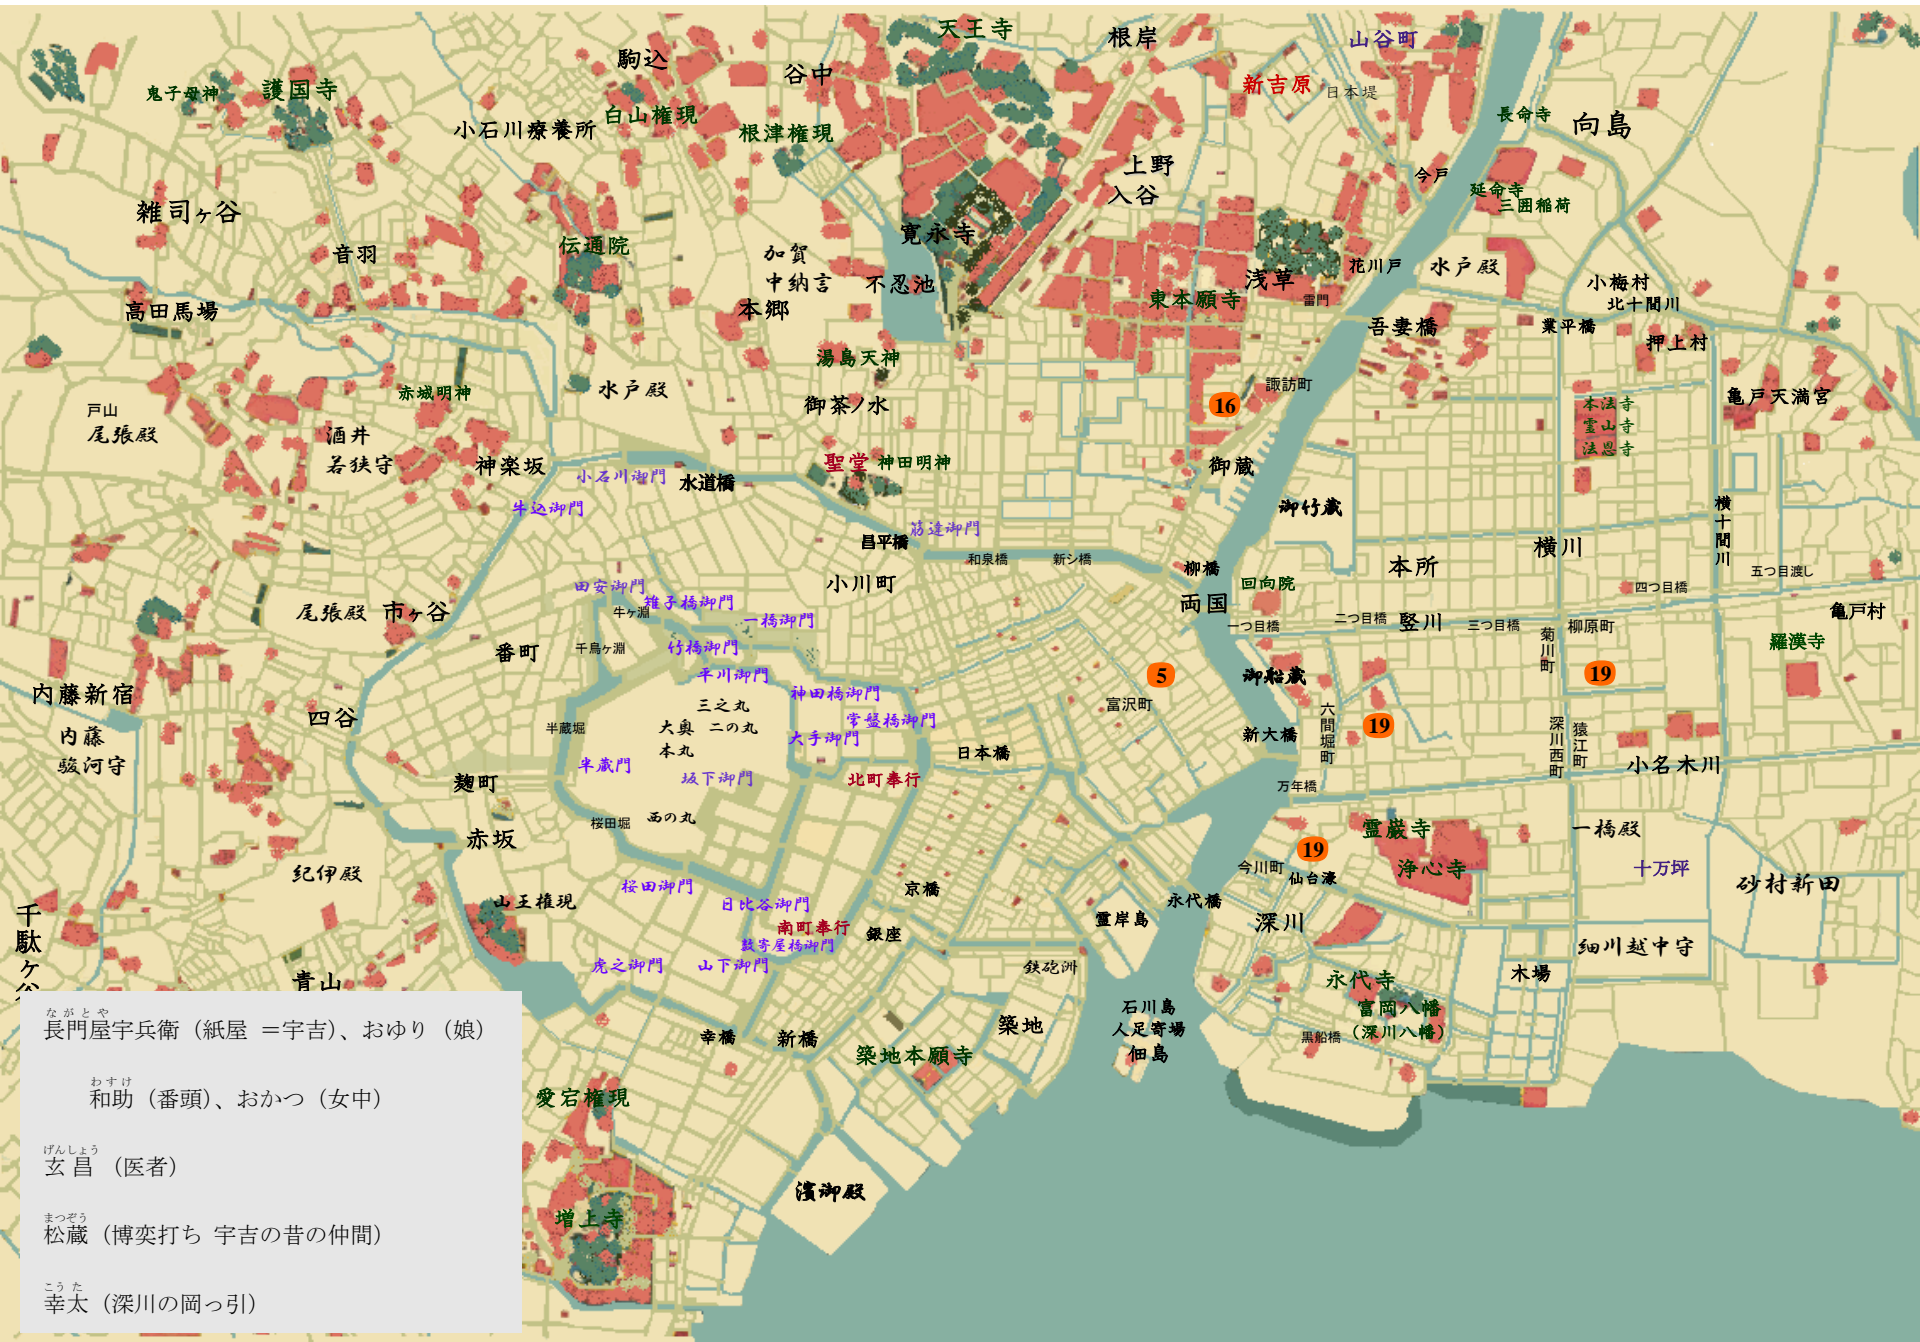 天王寺
根岸
山谷町
駒込
谷中
新吉原
日本堤
鬼子母神
護国寺
白山権現
根津権現
小石川療養所
長命寺
向島
上野
入谷
今戸
延命寺
三囲稲荷
雑司ヶ谷
音羽
伝通院
加賀
中納言
本郷
寛永寺
不忍池
浅草
花川戸
水戸殿
東本願寺
雷門
小梅村
北十間川
高田馬場
吾妻橋
業平橋
押上村
湯島天神
赤城明神
水戸殿
御茶ノ水
諏訪町
16
戸山
尾張殿
酒井
若狭守
神楽坂
本法寺
霊山寺
法恩寺
亀戸天満宮
小石川御門
水道橋
聖堂
神田明神
御蔵
牛込御門
御竹蔵
横十間川
筋違御門
昌平橋
和泉橋
新シ橋
柳橋
横川
本所
小川町
田安御門
回向院
両国
四つ目橋
五つ目渡し
尾張殿
市ヶ谷
牛ヶ淵
雉子橋御門
一橋御門
一つ目橋
二つ目橋
竪川
三つ目橋
柳原町
亀戸村
番町
千鳥ヶ淵
竹橋御門
菊川町
羅漢寺
平川御門
5
御船蔵
19
内藤新宿
神田橋御門
富沢町
四谷
三之丸
大奥
二の丸
本丸
常盤橋御門
大手御門
半蔵堀
内藤
駿河守
新大橋
六間堀町
19
深川西町
猿江町
日本橋
半蔵門
坂下御門
北町奉行
小名木川
麹町
万年橋
桜田堀
西の丸
赤坂
霊巌寺
一橋殿
19
今川町
仙台濠
浄心寺
十万坪
砂村新田
紀伊殿
桜田御門
京橋
山王権現
日比谷御門
永代橋
霊岸島
深川
千駄ヶ谷
南町奉行
銀座
数寄屋橋御門
細川越中守
虎之御門
山下御門
鉄砲洲
木場
青山
永代寺
石川島
人足寄場
佃島
富岡八幡
（深川八幡）
黒船橋
幸橋
新橋
築地
築地本願寺
愛宕権現
濱御殿
増上寺
ながとや
長門屋宇兵衛（紙屋 ＝宇吉）、おゆり（娘）
わすけ
和助（番頭）、おかつ（女中）
げんしょう
玄昌（医者）
まつぞう
松蔵（博奕打ち 宇吉の昔の仲間）
こうた
幸太（深川の岡っ引）